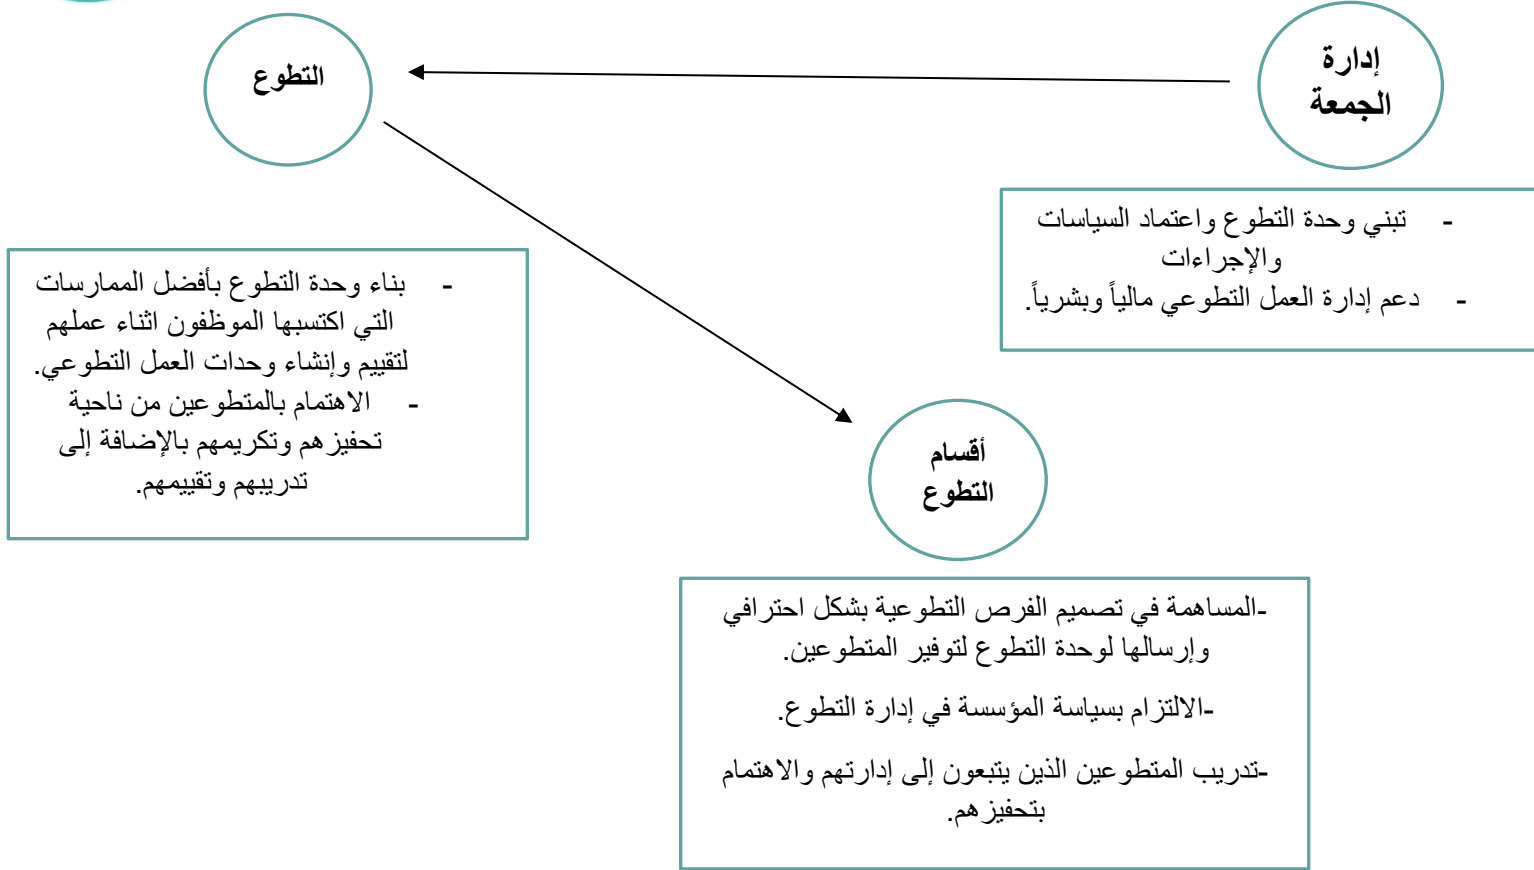 إدارة
الجمعة
- تبني وحدة التطوع واعتماد السياسات
والإجراءات
- دعم إدارة العمل التطوعي مالياً وبشرياً.
التطوع
- بناء وحدة التطوع بأفضل الممارسات
التي اكتسبها الموظفون اثناء عملهم
لتقييم وإنشاء وحدات العمل التطوعي.
- الاهتمام بالمتطوعين من ناحية
تحفيزهم وتكريمهم بالإضافة إلى
تدريبهم وتقييمهم.
أقسام
التطوع
-المساهمة في تصميم الفرص التطوعية بشكل احترافي
وإرسالها لوحدة التطوع لتوفير المتطوعين.
-الالتزام بسياسة المؤسسة في إدارة التطوع.
-تدريب المتطوعين الذين يتبعون إلى إدارتهم والاهتمام
بتحفيزهم.